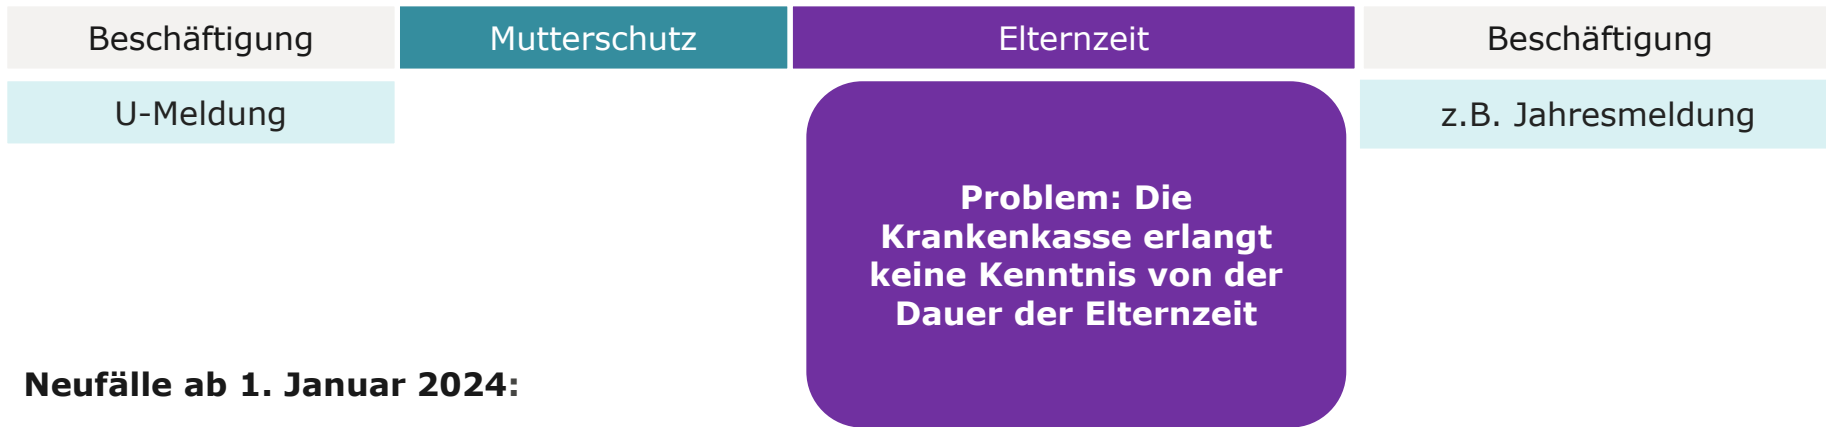 Beschäftigung
Mutterschutz
Elternzeit
Beschäftigung
U-Meldung
z.B. Jahresmeldung
Problem: Die
Krankenkasse erlangt
keine Kenntnis von der
Dauer der Elternzeit
Neufälle ab 1. Januar 2024: